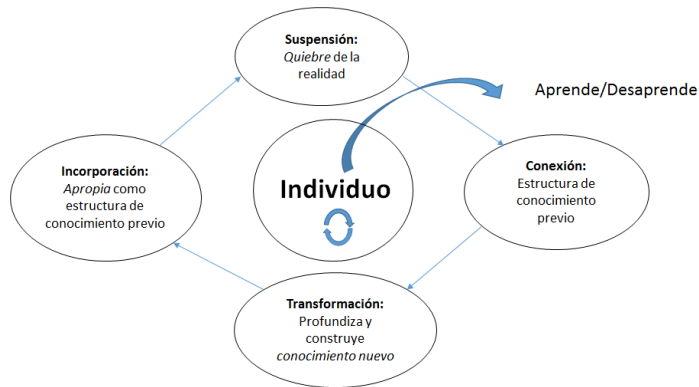 Suspensión:
Quiebre de la
realidad
Aprende/Desaprende
Conexión:
Estructura de
conocimiento
previo
Transformación:
Profundiza y
construye
conocimiento nuevo
Incorporación:
Apropia como
estructura de
conocimiento previo
Individuo